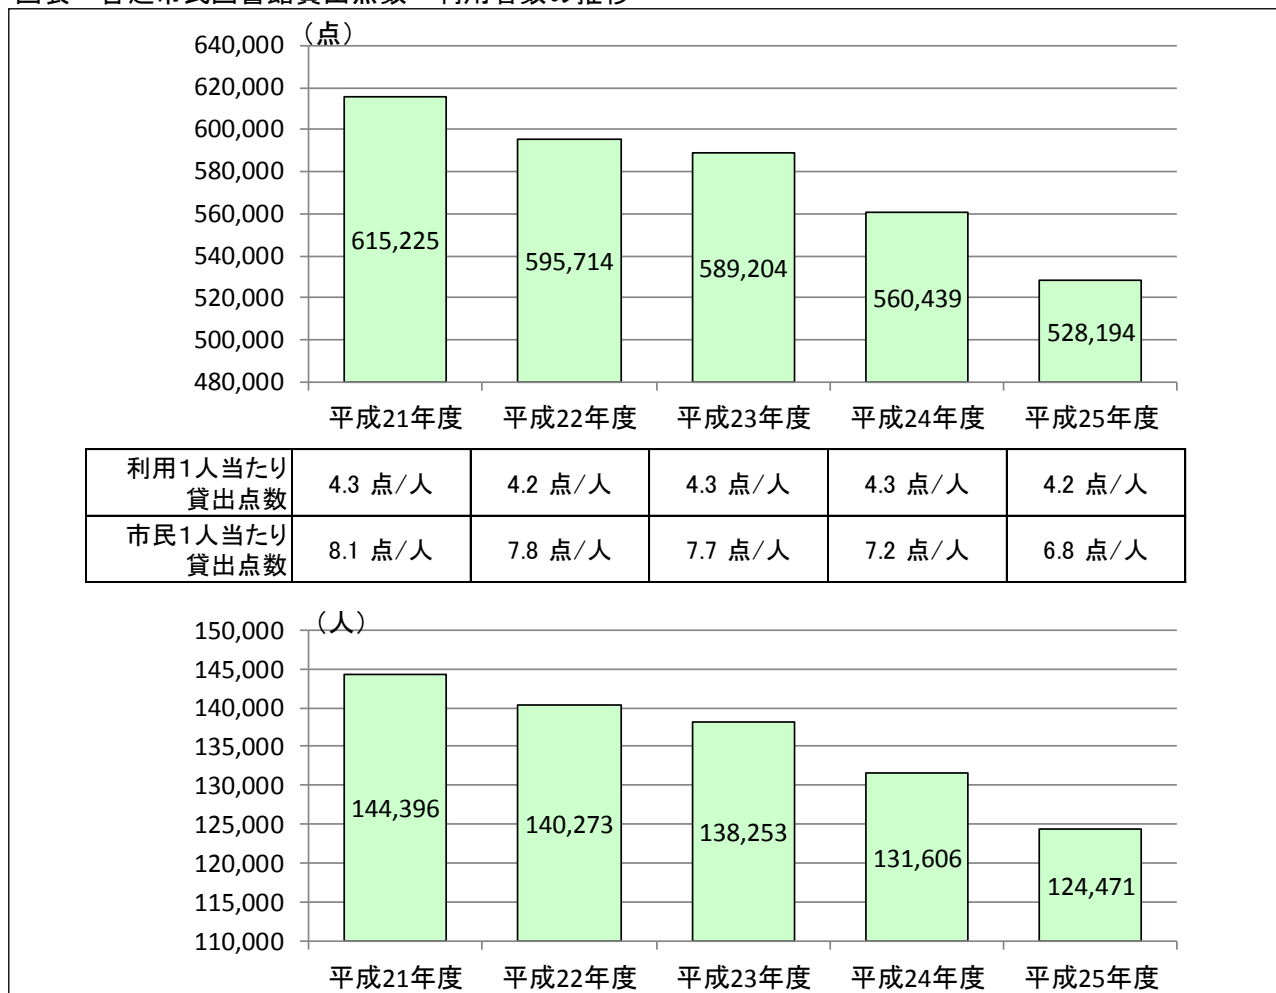 (点)
640,000
620,000
600,000
580,000
560,000
540,000
520,000
500,000
480,000
615,225
595,714
589,204
560,439
528,194
平成21年度 平成22年度 平成23年度 平成24年度 平成25年度
利用1人当たり
貸出点数
4.3 点/人 4.2 点/人 4.3 点/人 4.3 点/人 4.2 点/人
市民1人当たり
貸出点数
8.1 点/人 7.8 点/人 7.7 点/人 7.2 点/人 6.8 点/人
(人)
150,000
145,000
140,000
135,000
130,000
125,000
120,000
115,000
110,000
144,396
140,273
138,253
131,606
124,471
平成21年度 平成22年度 平成23年度 平成24年度 平成25年度